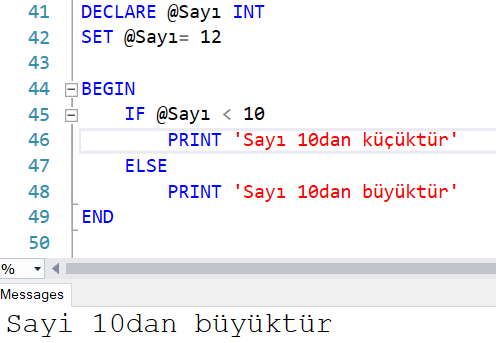 41 DECLARE @Sayı INT
42 SET @Sayı= 12
43
44 BEGIN
45 IF @Sayı < 10
46 PRINT 'Sayı 10dan küçüktür'
47 ELSE
48 PRINT 'Sayı 10dan büyüktür'
49 END
50
%
Messages
Sayi 10dan büyüktür